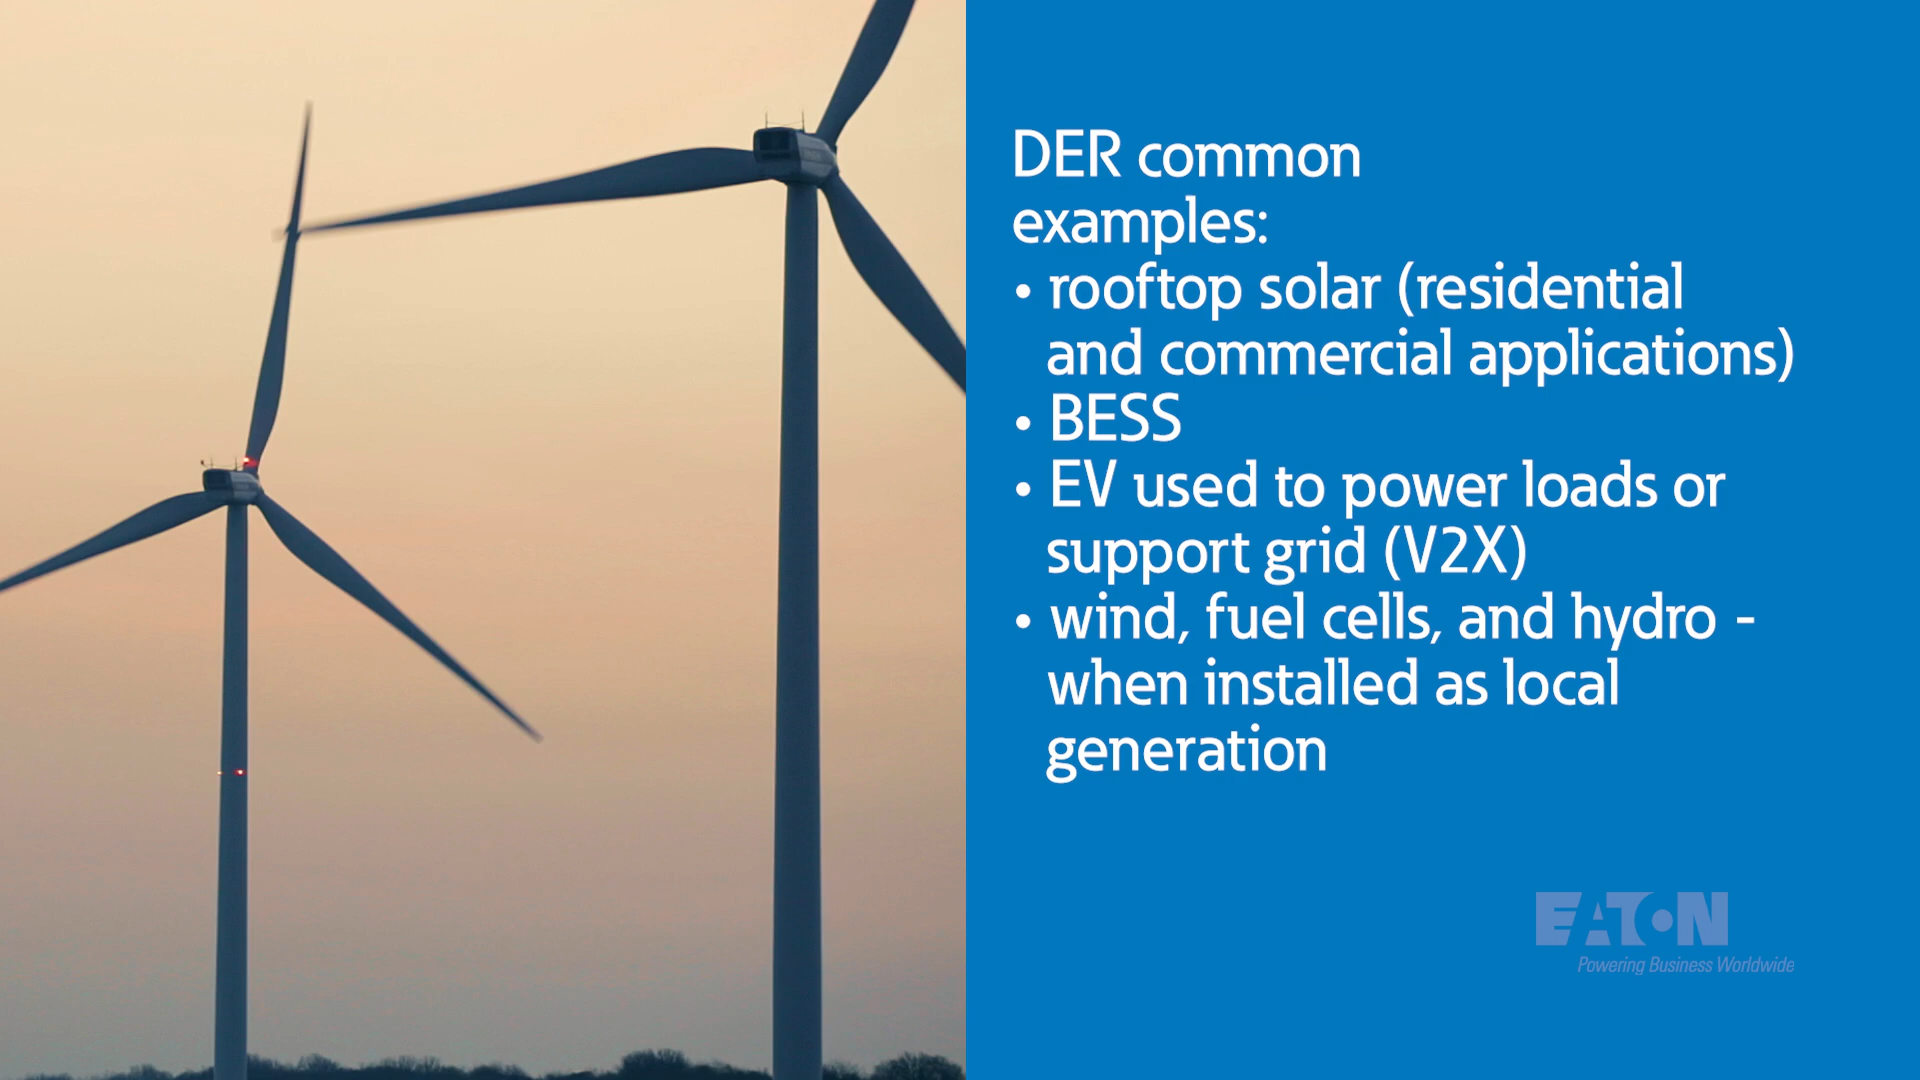 DER common
examples:
• rooftop solar (residential
and commercial applications)
• BESS
• EV used to power loads or
support grid (V2X)
• wind, fuel cells, and hydro -
when installed as local
generation
EATON
Powering Business Worldwide